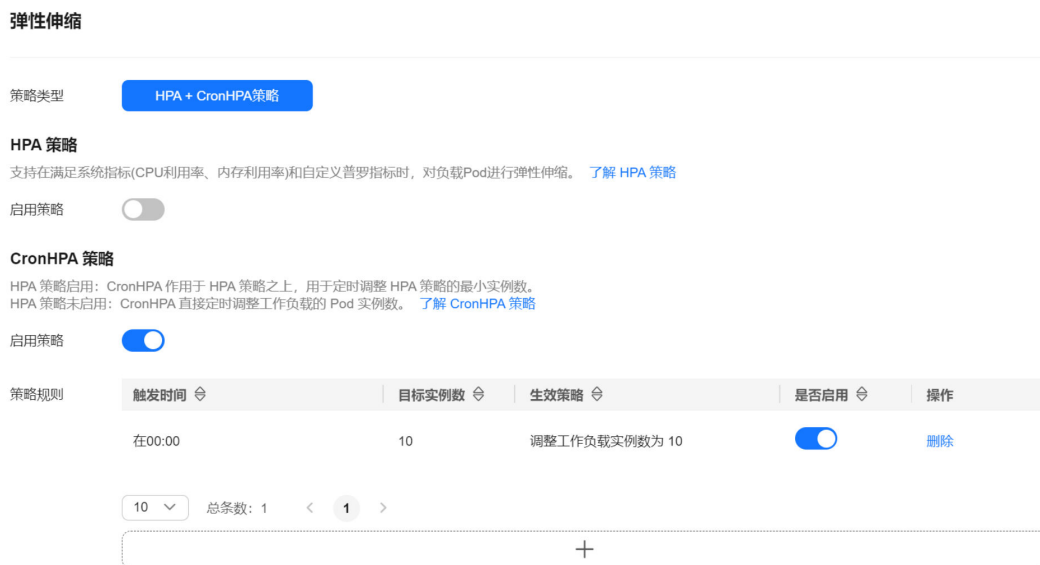 弹性伸缩
策略类型 HPA + CronHPA策略
HPA 策略
支持在满足系统指标(CPU利用率、内存利用率)和自定义普罗指标时，对负载Pod进行弹性伸缩。 了解 HPA 策略
启用策略
CronHPA 策略
HPA 策略启用：CronHPA 作用于 HPA 策略之上，用于定时调整 HPA 策略的最小实例数。
HPA 策略未启用：CronHPA 直接定时调整工作负载的 Pod 实例数。 了解 CronHPA 策略
启用策略
策略规则 触发时间 目标实例数 生效策略 是否启用 操作
在00:00 10 调整工作负载实例数为 10 删除
10 总条数：1 < 1 >
+